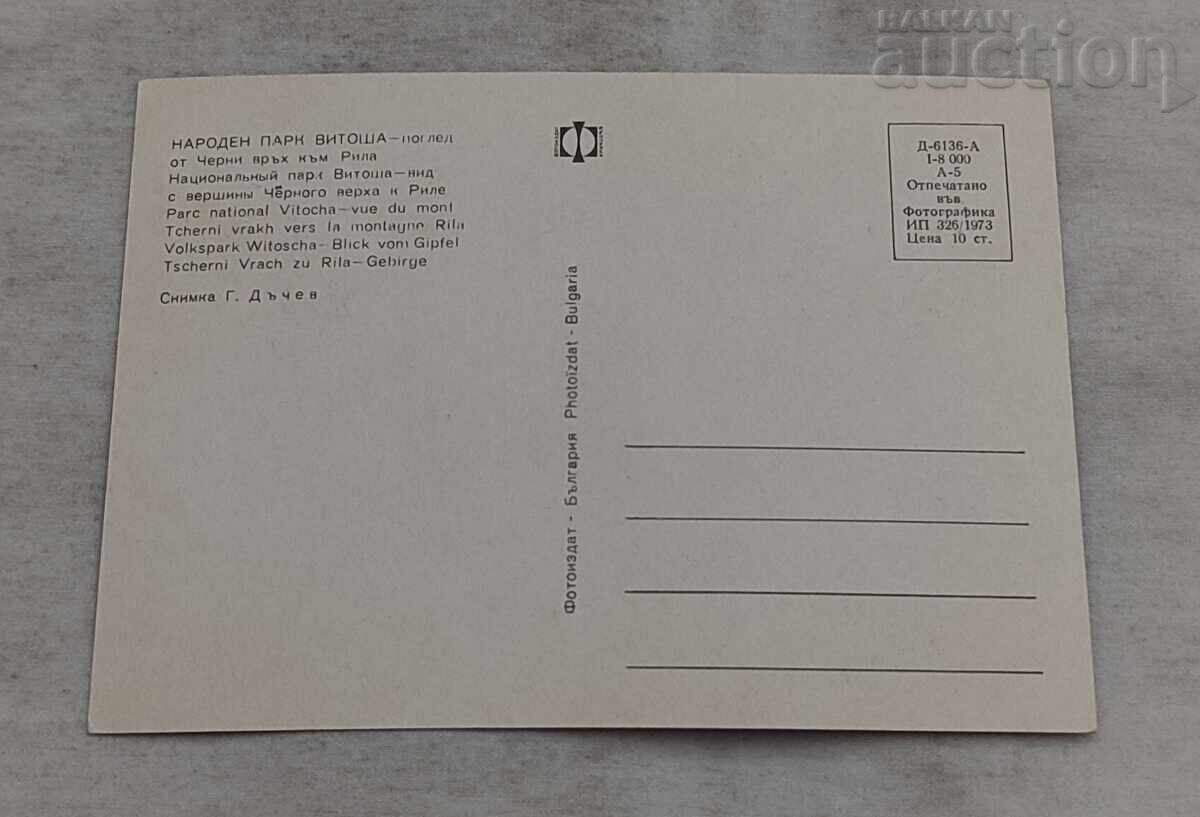 BALKAN
auction
НАРОДЕН ПАРК ВИТОША — поглед
от Черни връх към Рила
Национальный парк Витоша — вид
с вершины Чёрного верха к Риле
Parc national Vitocha — vue du mont
Tcherni vrakh vers la montagne Rila
Volkspark Witoscha — Blick vom Gipfel
Tscherni Vrach zu Rila — Gebirge
Снимка Г. Дъчев
Фотоиздат - България Photoizdat - Bulgaria
Д-6136-А
I-8 000
А-5
Отпечатано
във
Фотографика
ИП 326/1973
Цена 10 ст.